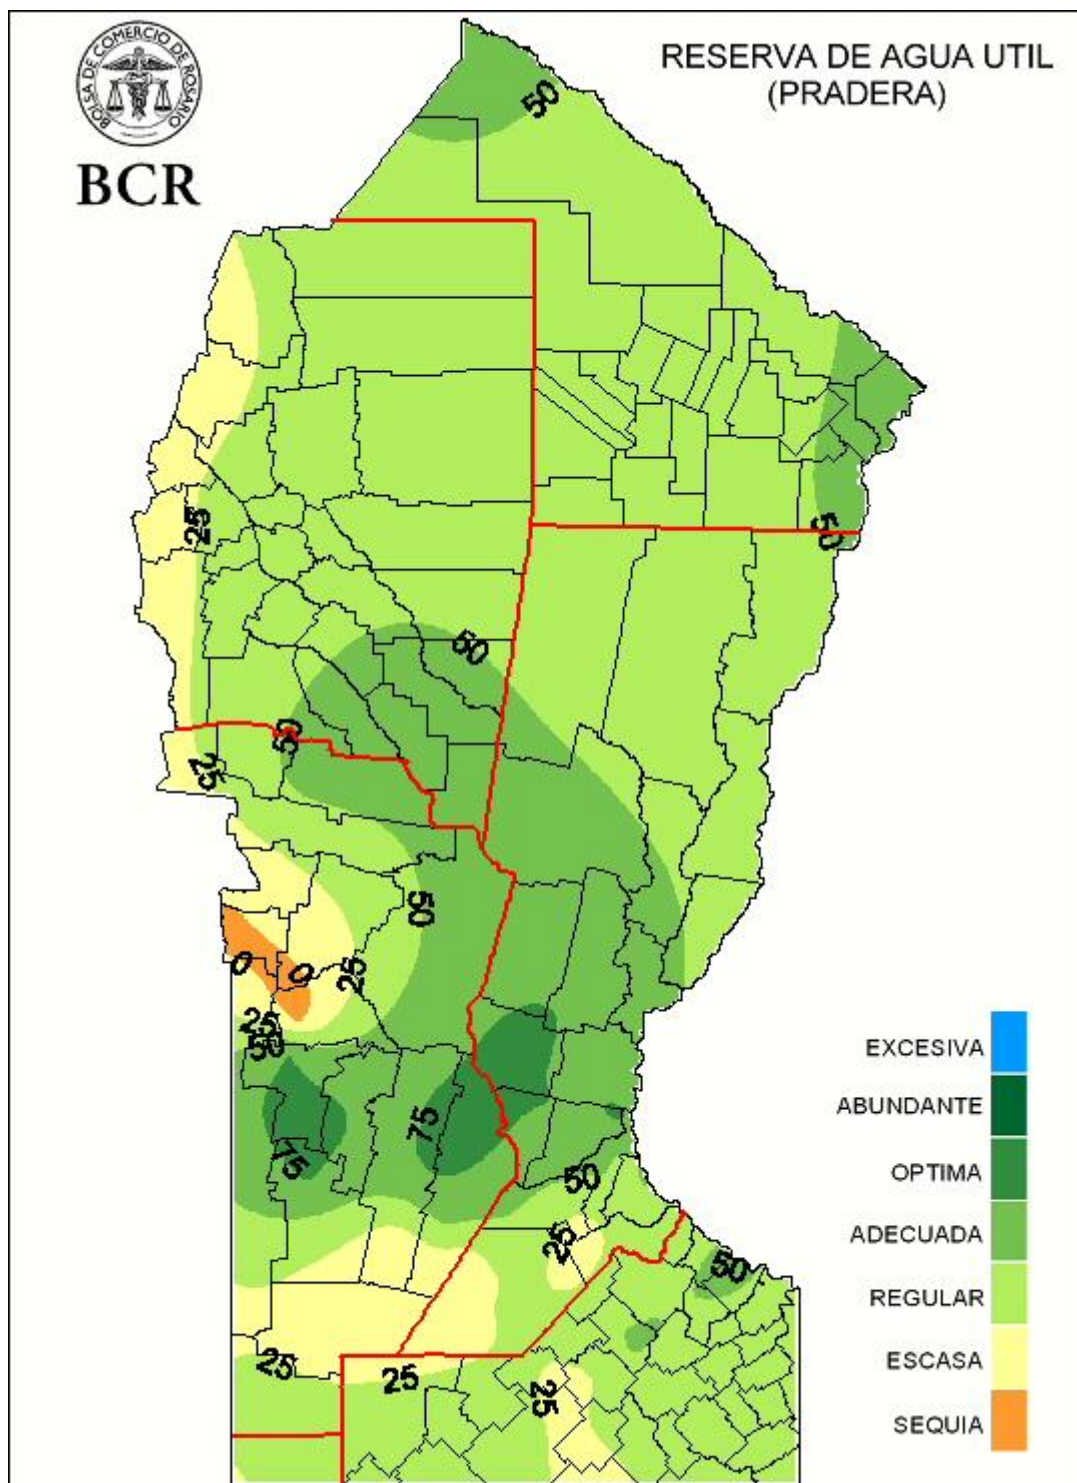 BOLSA DE COMERCIO DE ROSARIO
BCR
RESERVA DE AGUA UTIL
(PRADERA)
50
50
25
50
50
25
50
25
0
0
25
50
75
75
50
25
50
25
25
25
EXCESIVA
ABUNDANTE
OPTIMA
ADECUADA
REGULAR
ESCASA
SEQUIA